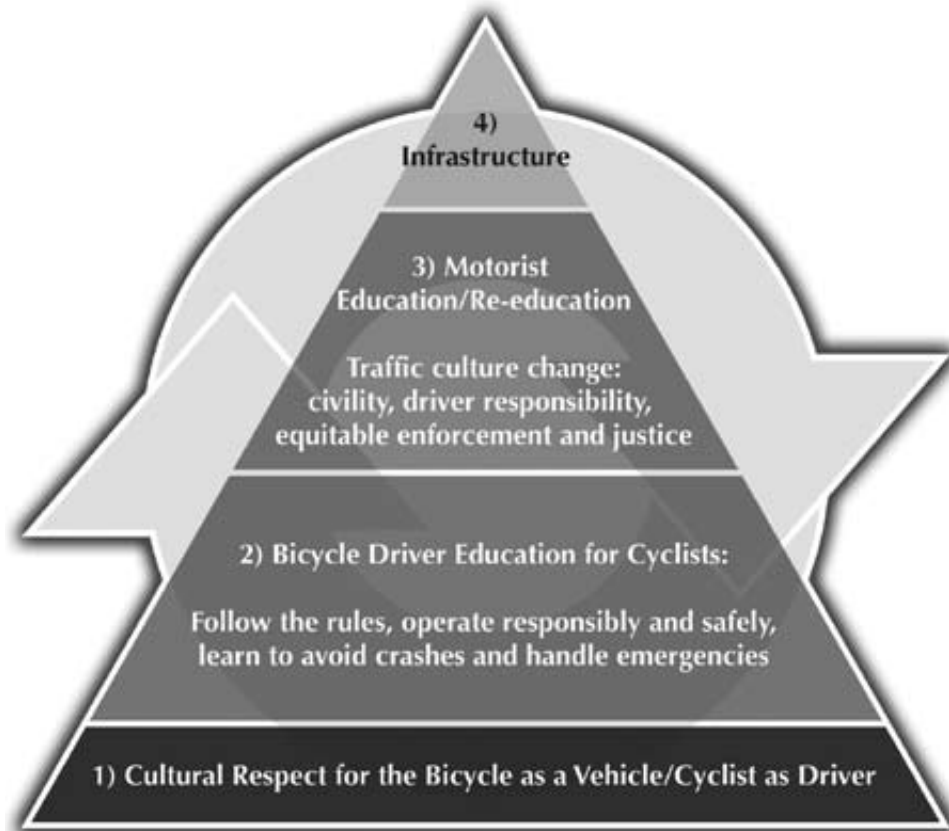 4)
Infrastructure
3) Motorist
Education/Re-education
Traffic culture change:
civility, driver responsibility,
equitable enforcement and justice
2) Bicycle Driver Education for Cyclists:
Follow the rules, operate responsibly and safely,
learn to avoid crashes and handle emergencies
1) Cultural Respect for the Bicycle as a Vehicle/Cyclist as Driver